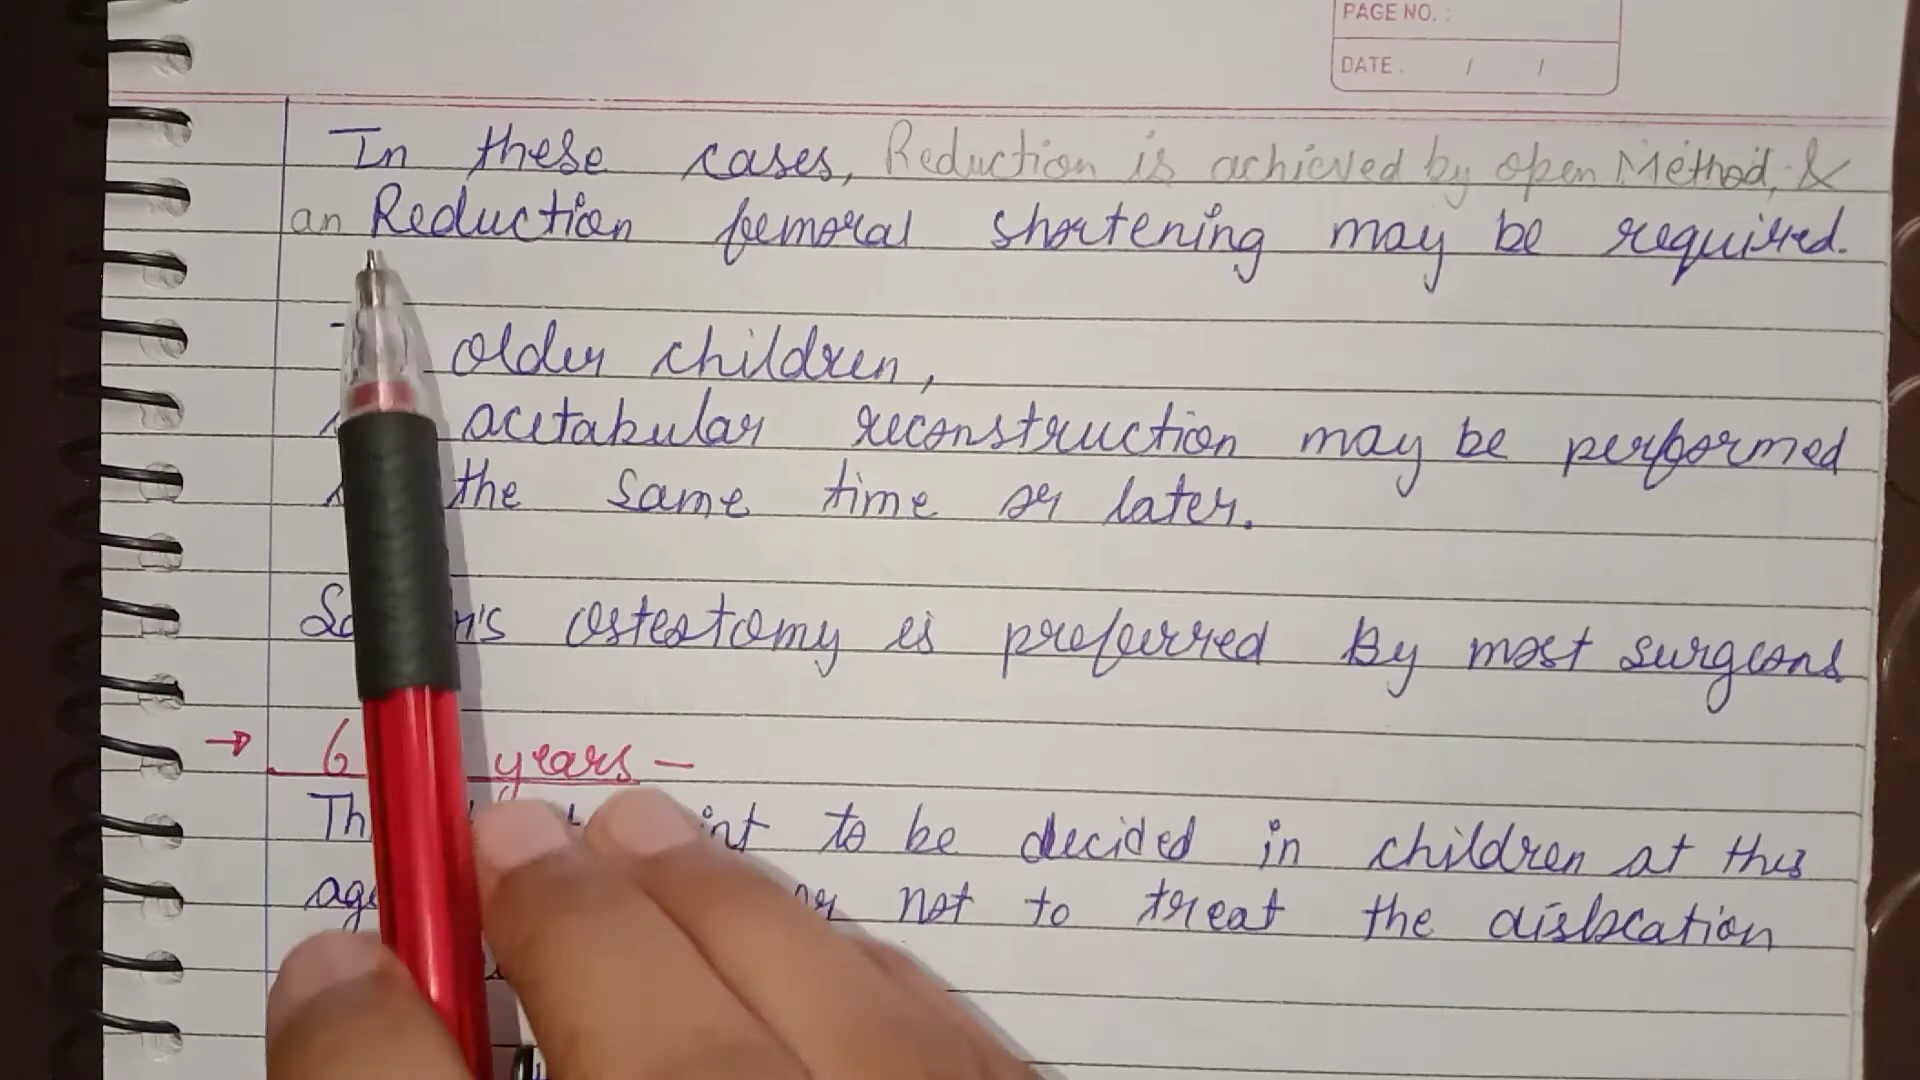 PAGE NO. :
DATE. / /
In these cases, Reduction is achieved by open Method, &
an Reduction femoral shortening may be required.
older children,
acetabular reconstruction may be performed
the same time or later.
osteotomy is preferred By most surgeons
→ 6 years -
to be decided in children at this
or not to treat the dislocation